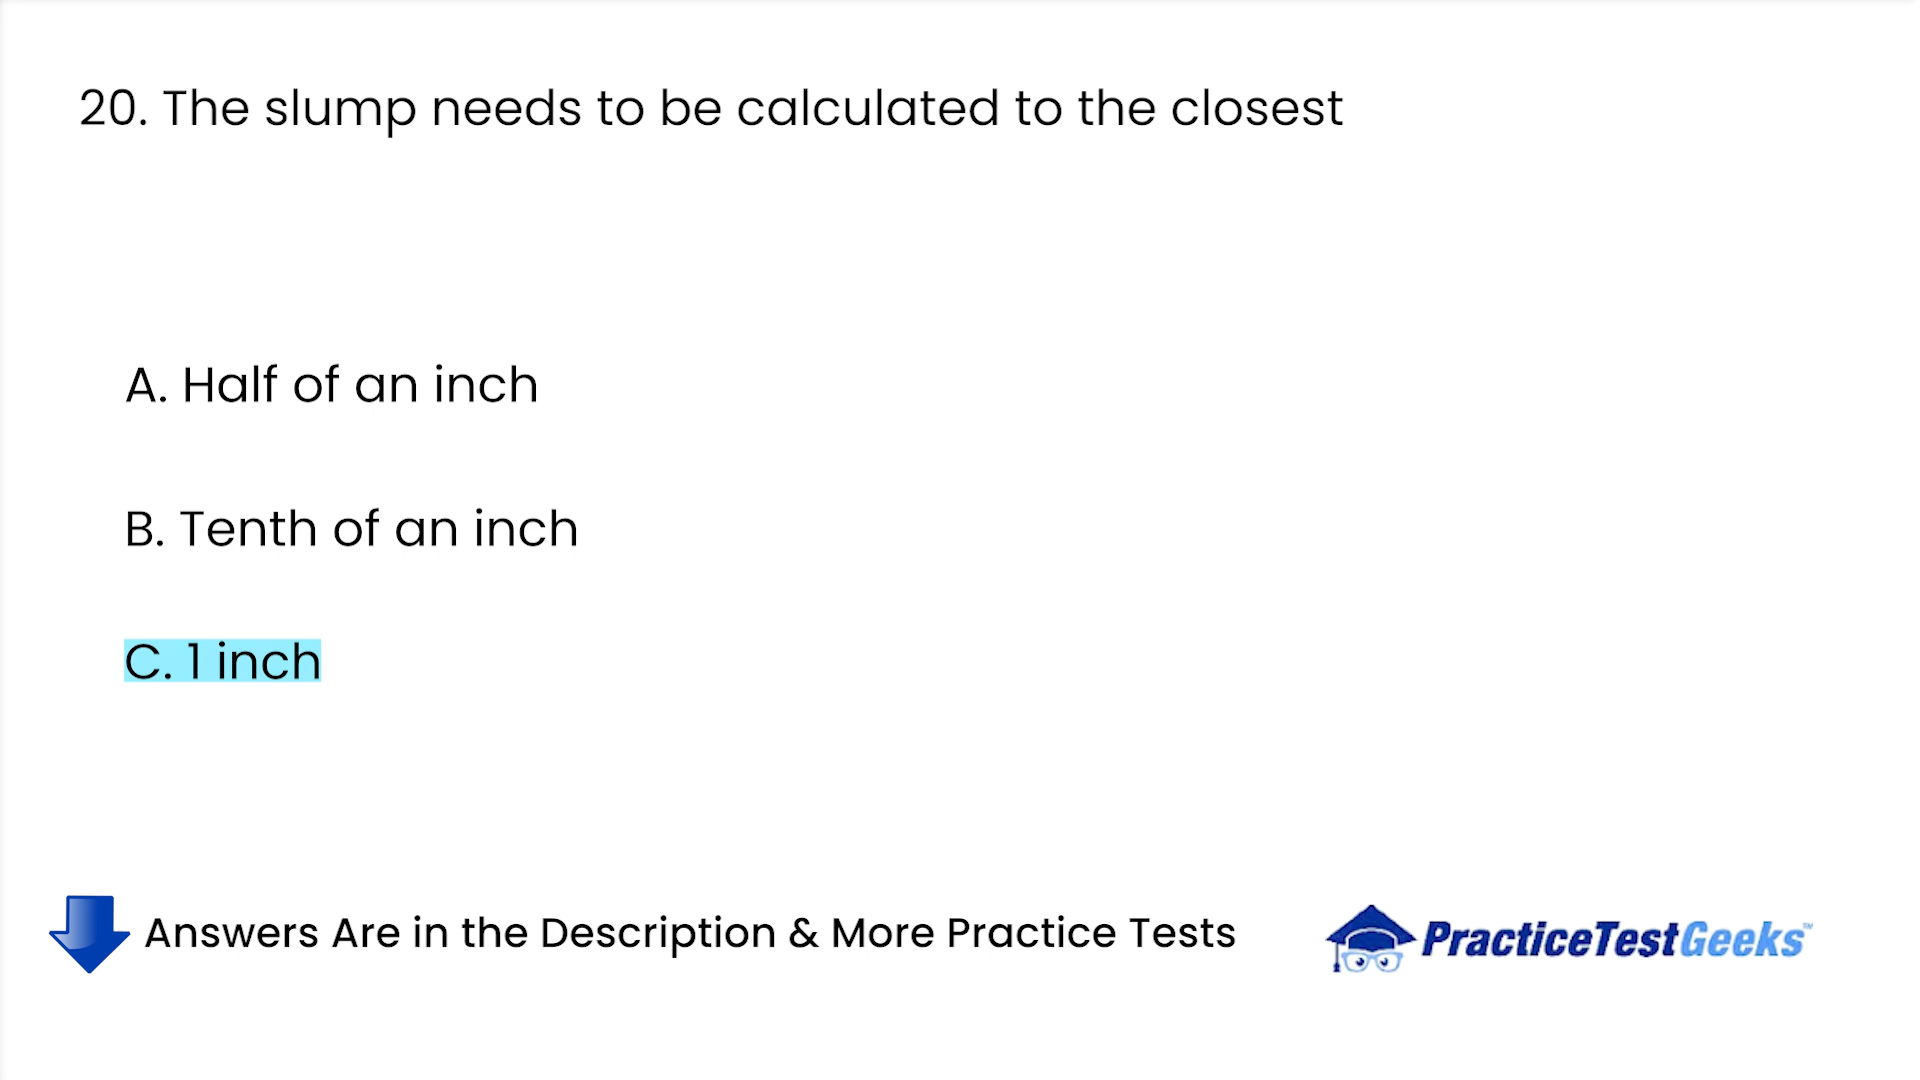 20. The slump needs to be calculated to the closest
A. Half of an inch
B. Tenth of an inch
C. 1 inch
Answers Are in the Description & More Practice Tests
PracticeTestGeeks™